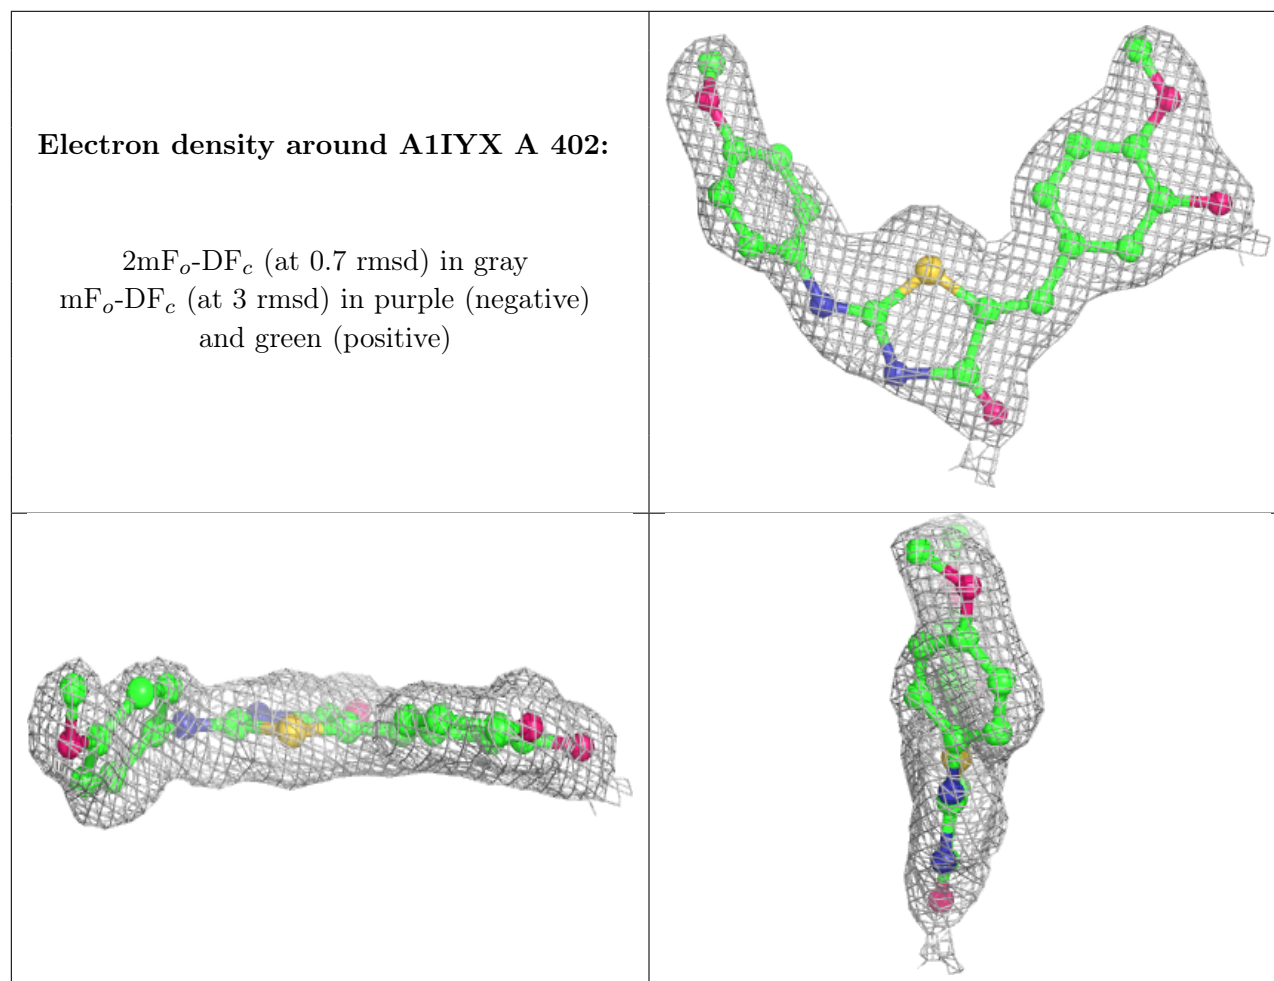 Electron density around A1IYX A 402:
2mFo-DFc (at 0.7 rmsd) in gray
mFo-DFc (at 3 rmsd) in purple (negative)
and green (positive)